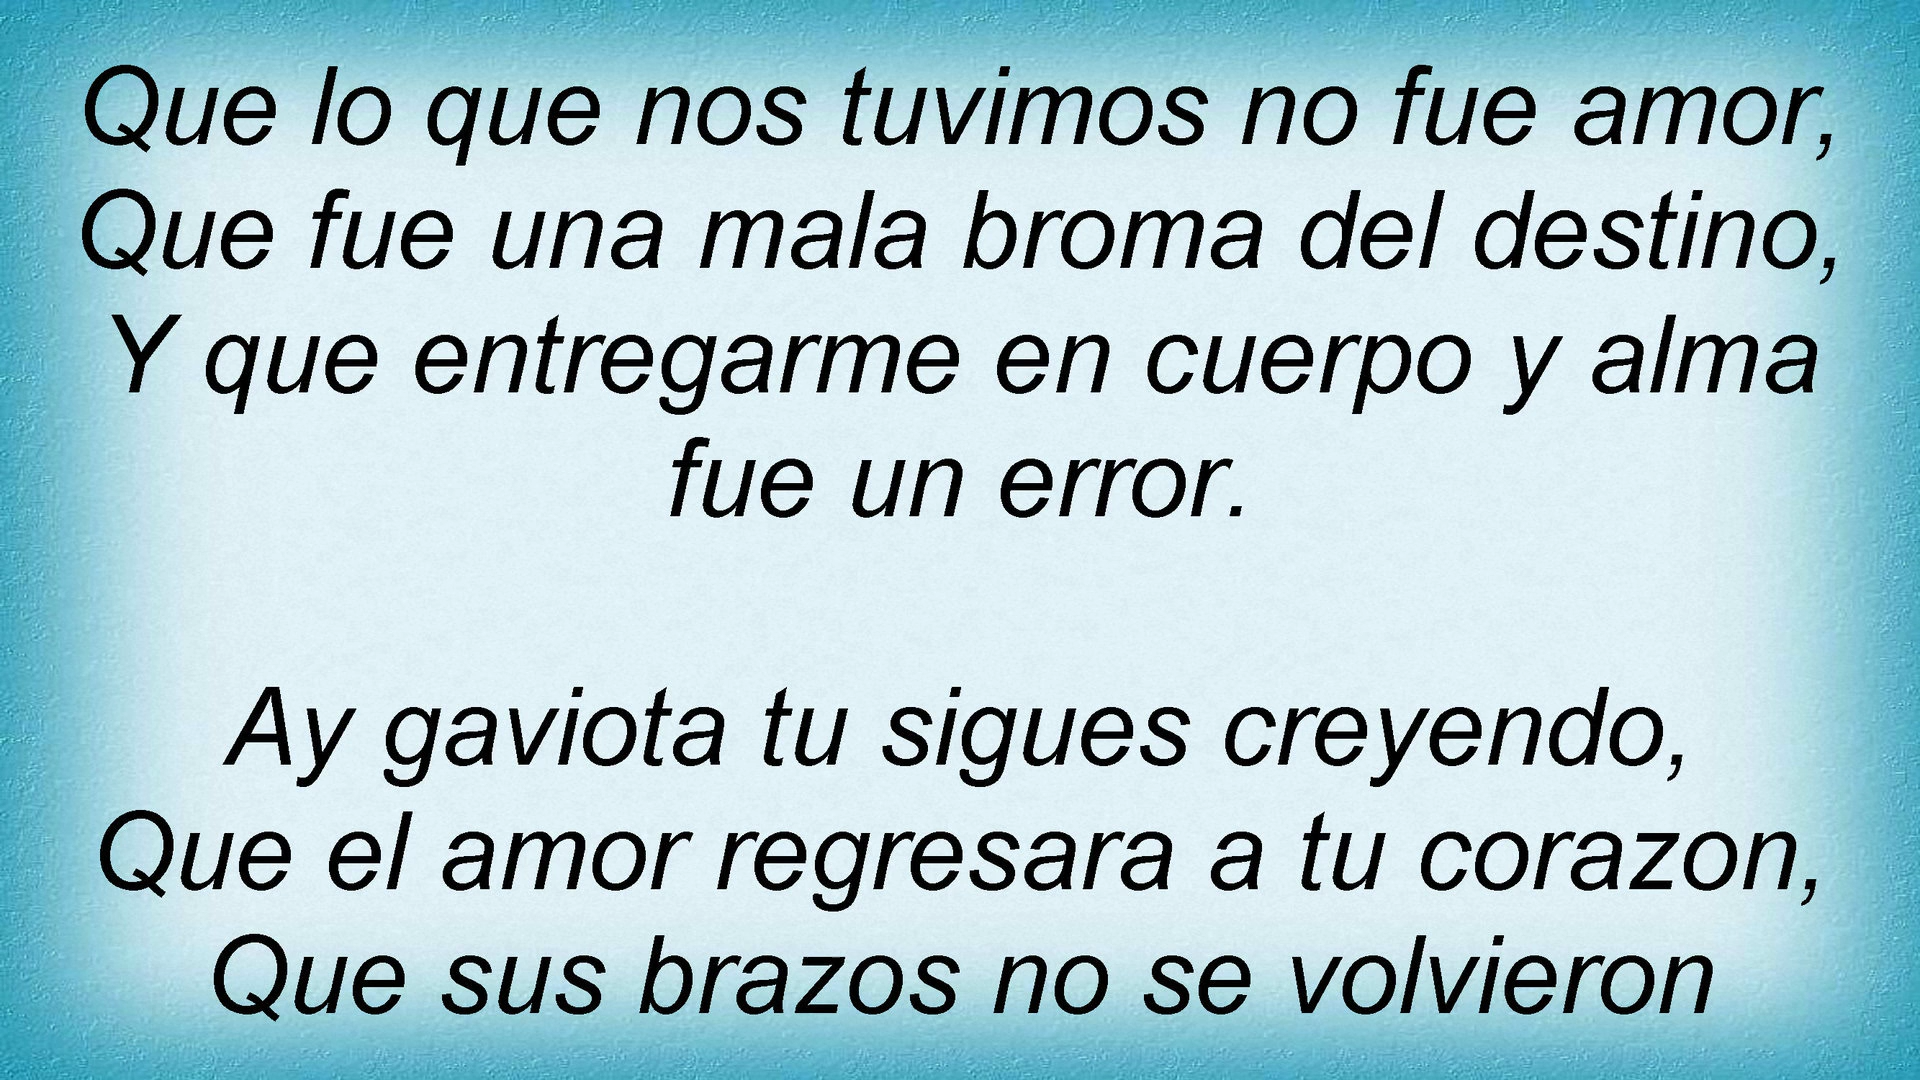 Que lo que nos tuvimos no fue amor,
Que fue una mala broma del destino,
Y que entregarme en cuerpo y alma
fue un error.
Ay gaviota tu sigues creyendo,
Que el amor regresara a tu corazon,
Que sus brazos no se volvieron